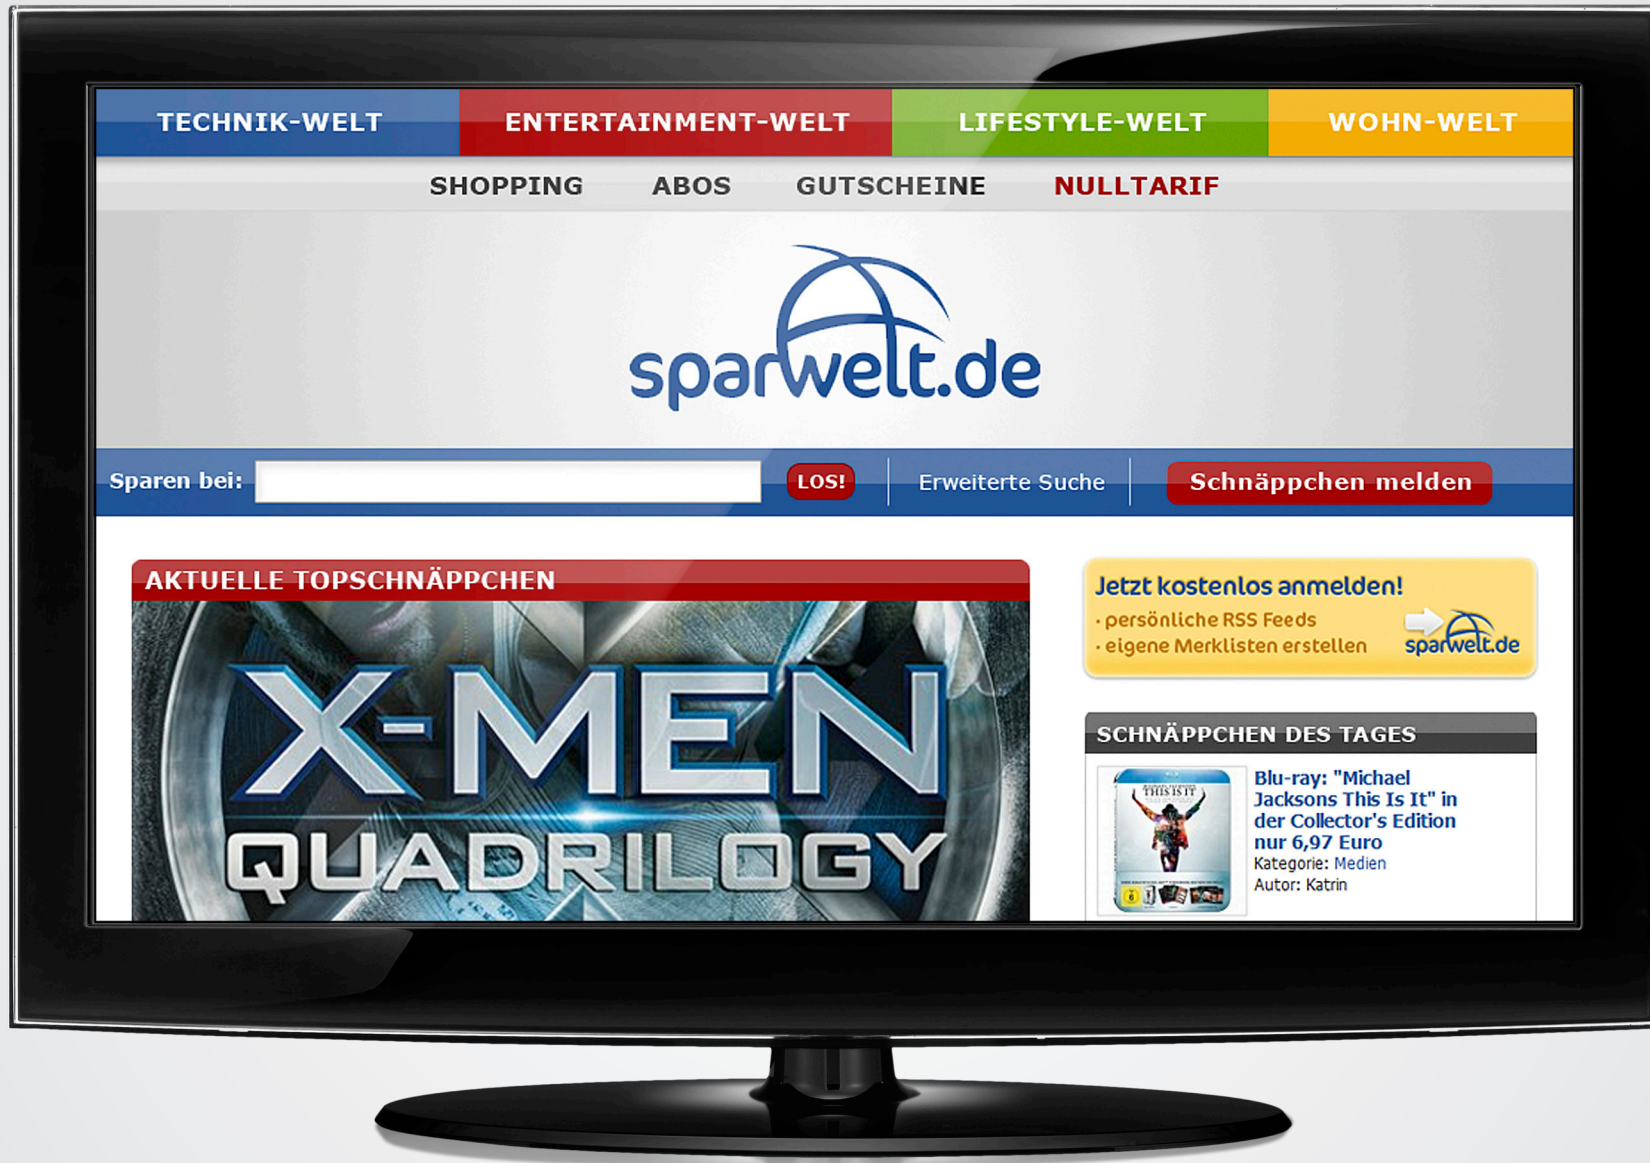 TECHNIK-WELT
ENTERTAINMENT-WELT
LIFESTYLE-WELT
WOHN-WELT
SHOPPING
ABOS
GUTSCHEINE
NULLTARIF
sparwelt.de
Sparen bei:
LOS!
Erweiterte Suche
Schnäppchen melden
AKTUELLE TOPSCHNÄPPCHEN
X-MEN
QUADRILOGY
Jetzt kostenlos anmelden!
· persönliche RSS Feeds
· eigene Merklisten erstellen
sparwelt.de
SCHNÄPPCHEN DES TAGES
THIS IS IT
Blu-ray: "Michael
Jacksons This Is It" in
der Collector's Edition
nur 6,97 Euro
Kategorie: Medien
Autor: Katrin